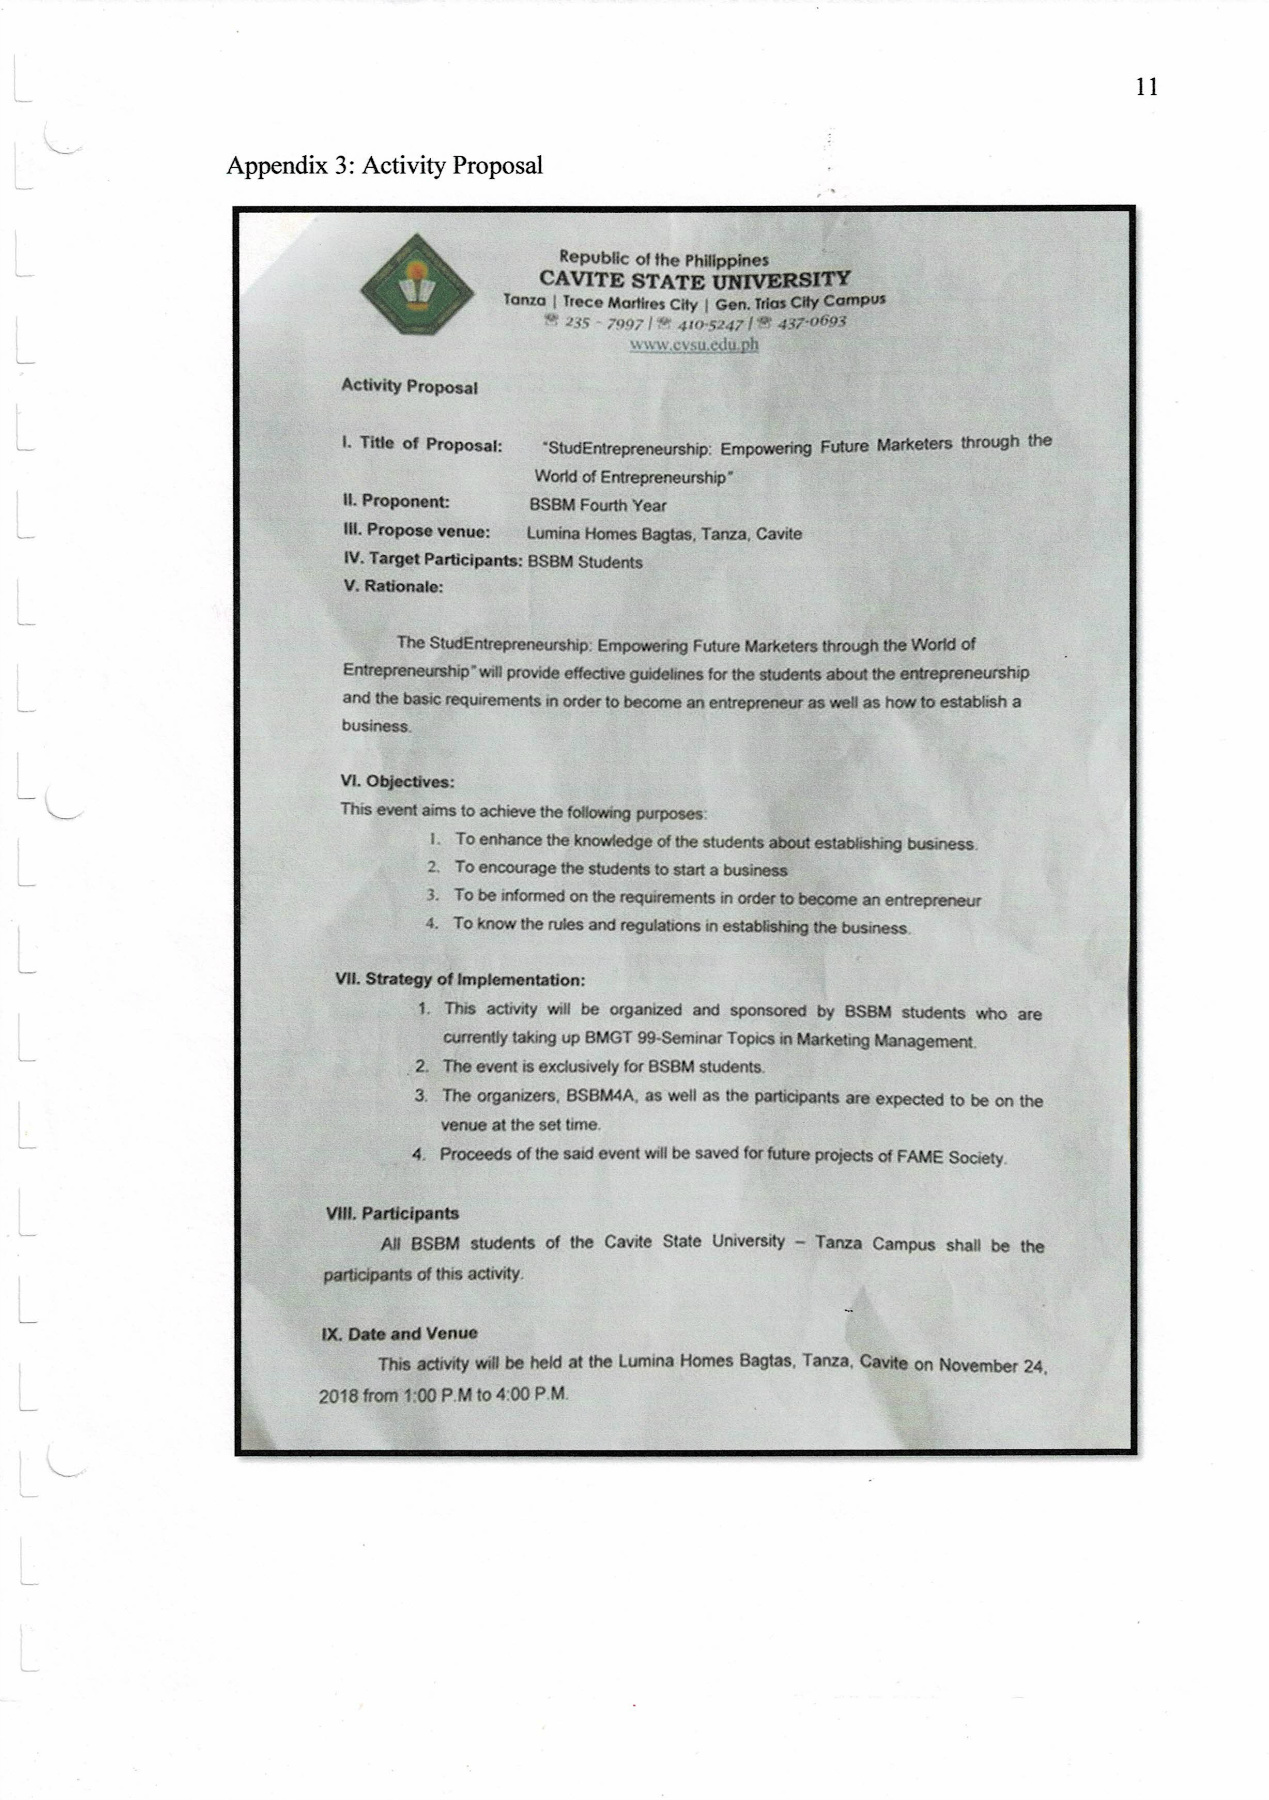 11
Appendix 3: Activity Proposal
Republic of the Philippines
CAVITE STATE UNIVERSITY
Tanza | Trece Martires City | Gen. Trias City Campus
☏ 235 - 7997 | ☏ 410-5247 | ☏ 437-0693
www.cvsu.edu.ph
Activity Proposal
I. Title of Proposal: "StudEntrepreneurship: Empowering Future Marketers through the
World of Entrepreneurship"
II. Proponent: BSBM Fourth Year
III. Propose venue: Lumina Homes Bagtas, Tanza, Cavite
IV. Target Participants: BSBM Students
V. Rationale:
The StudEntrepreneurship: Empowering Future Marketers through the World of
Entrepreneurship" will provide effective guidelines for the students about the entrepreneurship
and the basic requirements in order to become an entrepreneur as well as how to establish a
business.
VI. Objectives:
This event aims to achieve the following purposes:
1. To enhance the knowledge of the students about establishing business.
2. To encourage the students to start a business
3. To be informed on the requirements in order to become an entrepreneur
4. To know the rules and regulations in establishing the business.
VII. Strategy of Implementation:
1. This activity will be organized and sponsored by BSBM students who are
currently taking up BMGT 99-Seminar Topics in Marketing Management.
2. The event is exclusively for BSBM students.
3. The organizers, BSBM4A, as well as the participants are expected to be on the
venue at the set time.
4. Proceeds of the said event will be saved for future projects of FAME Society.
VIII. Participants
All BSBM students of the Cavite State University – Tanza Campus shall be the
participants of this activity.
IX. Date and Venue
This activity will be held at the Lumina Homes Bagtas, Tanza, Cavite on November 24,
2018 from 1:00 P.M to 4:00 P.M.